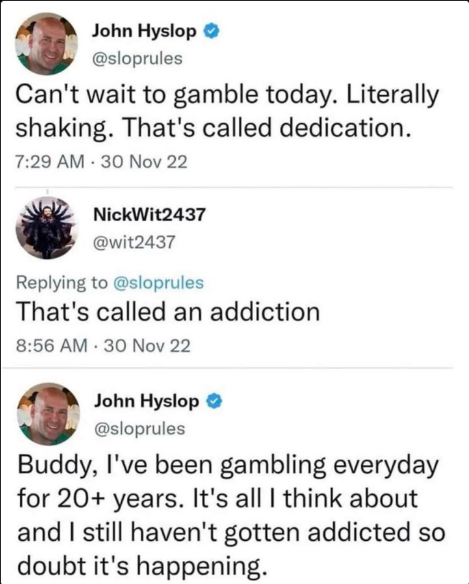 John Hyslop
@sloprules
Can't wait to gamble today. Literally
shaking. That's called dedication.
7:29 AM · 30 Nov 22
NickWit2437
@wit2437
Replying to @sloprules
That's called an addiction
8:56 AM · 30 Nov 22
John Hyslop
@sloprules
Buddy, I've been gambling everyday
for 20+ years. It's all I think about
and I still haven't gotten addicted so
doubt it's happening.